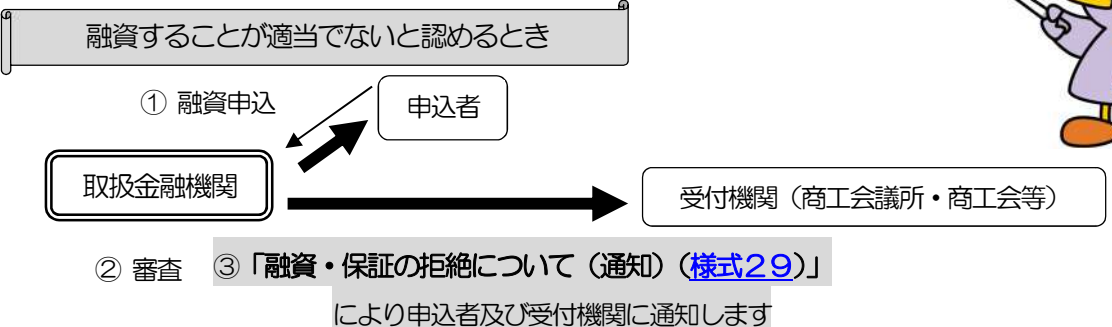 融資することが適当でないと認めるとき
① 融資申込
申込者
取扱金融機関
受付機関（商工会議所・商工会等）
② 審査
③「融資・保証の拒絶について（通知）（様式２９）」
により申込者及び受付機関に通知します